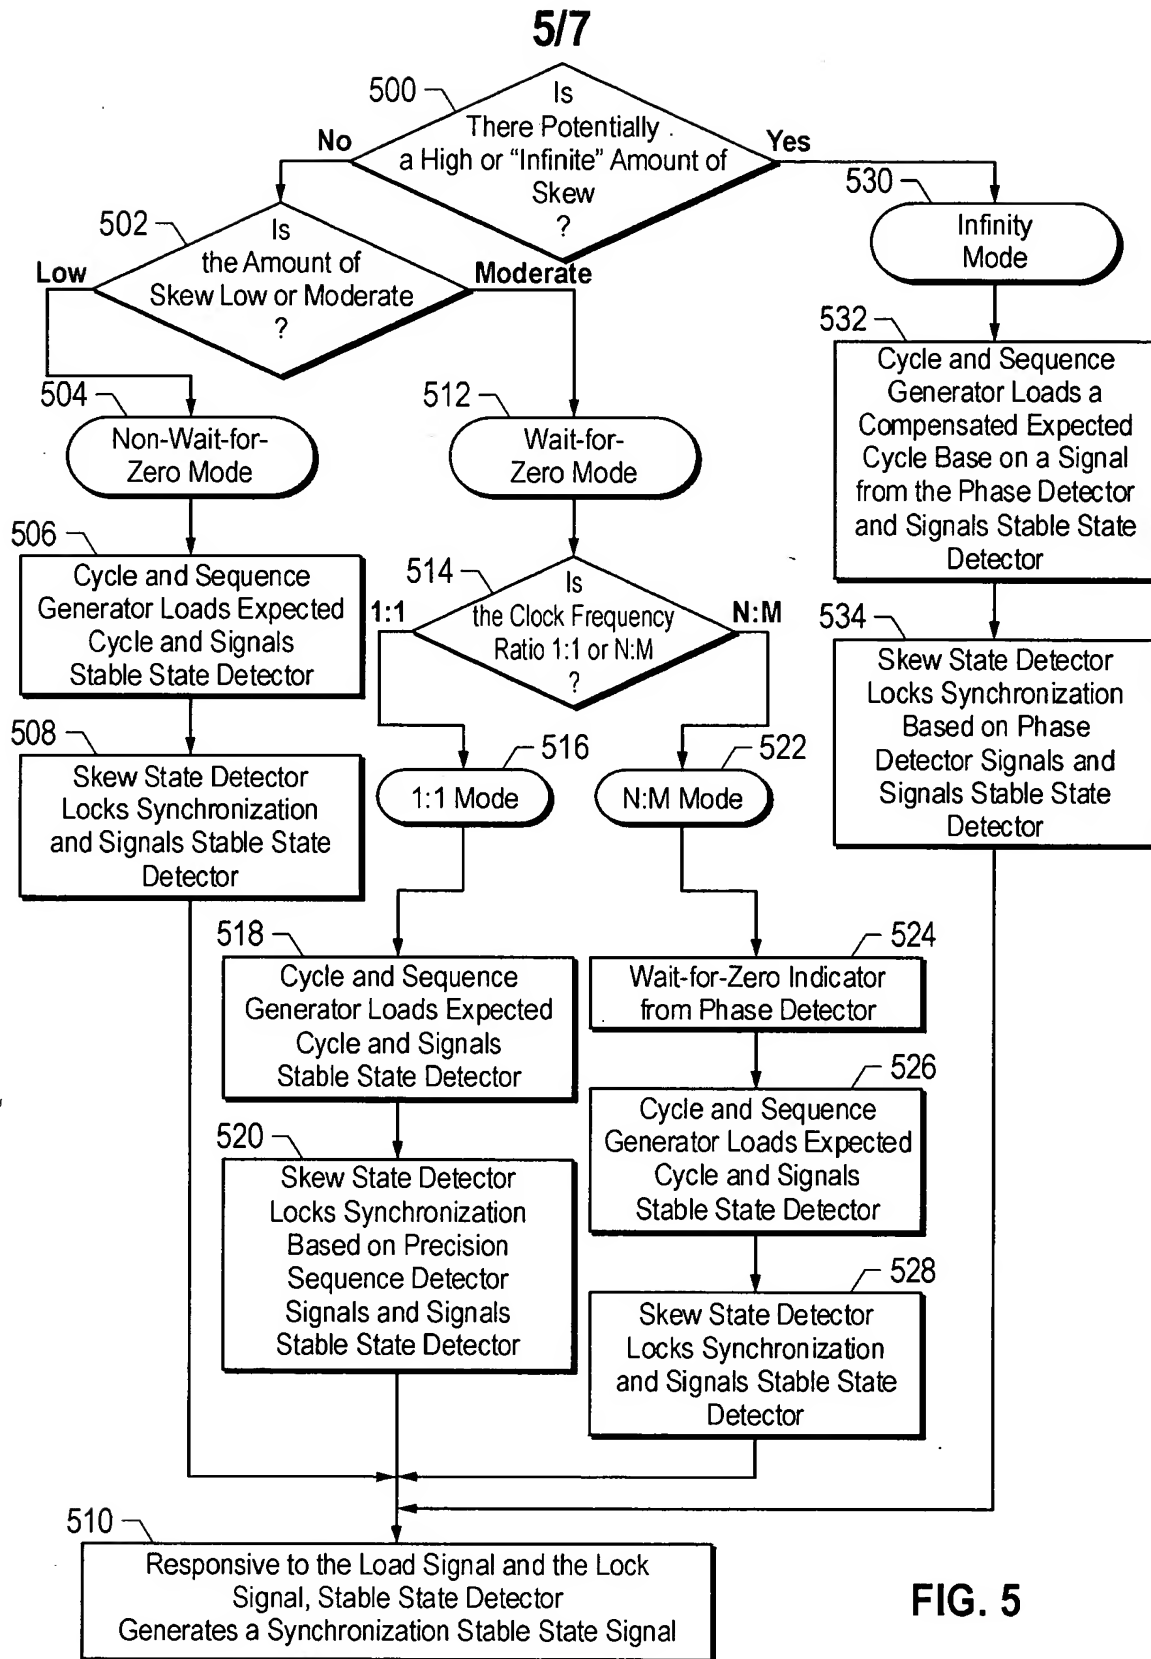 5/7
500
Is
There Potentially
a High or "Infinite" Amount of
Skew
?
No
Yes
502
Is
the Amount of
Skew Low or Moderate
?
Low
Moderate
530
Infinity
Mode
532
Cycle and Sequence
Generator Loads a
Compensated Expected
Cycle Base on a Signal
from the Phase Detector
and Signals Stable State
Detector
534
Skew State Detector
Locks Synchronization
Based on Phase
Detector Signals and
Signals Stable State
Detector
504
Non-Wait-for-
Zero Mode
506
Cycle and Sequence
Generator Loads Expected
Cycle and Signals
Stable State Detector
508
Skew State Detector
Locks Synchronization
and Signals Stable State
Detector
512
Wait-for-
Zero Mode
514
Is
the Clock Frequency
Ratio 1:1 or N:M
?
1:1
N:M
516
1:1 Mode
522
N:M Mode
518
Cycle and Sequence
Generator Loads Expected
Cycle and Signals
Stable State Detector
520
Skew State Detector
Locks Synchronization
Based on Precision
Sequence Detector
Signals and Signals
Stable State Detector
524
Wait-for-Zero Indicator
from Phase Detector
526
Cycle and Sequence
Generator Loads Expected
Cycle and Signals
Stable State Detector
528
Skew State Detector
Locks Synchronization
and Signals Stable State
Detector
510
Responsive to the Load Signal and the Lock
Signal, Stable State Detector
Generates a Synchronization Stable State Signal
FIG. 5